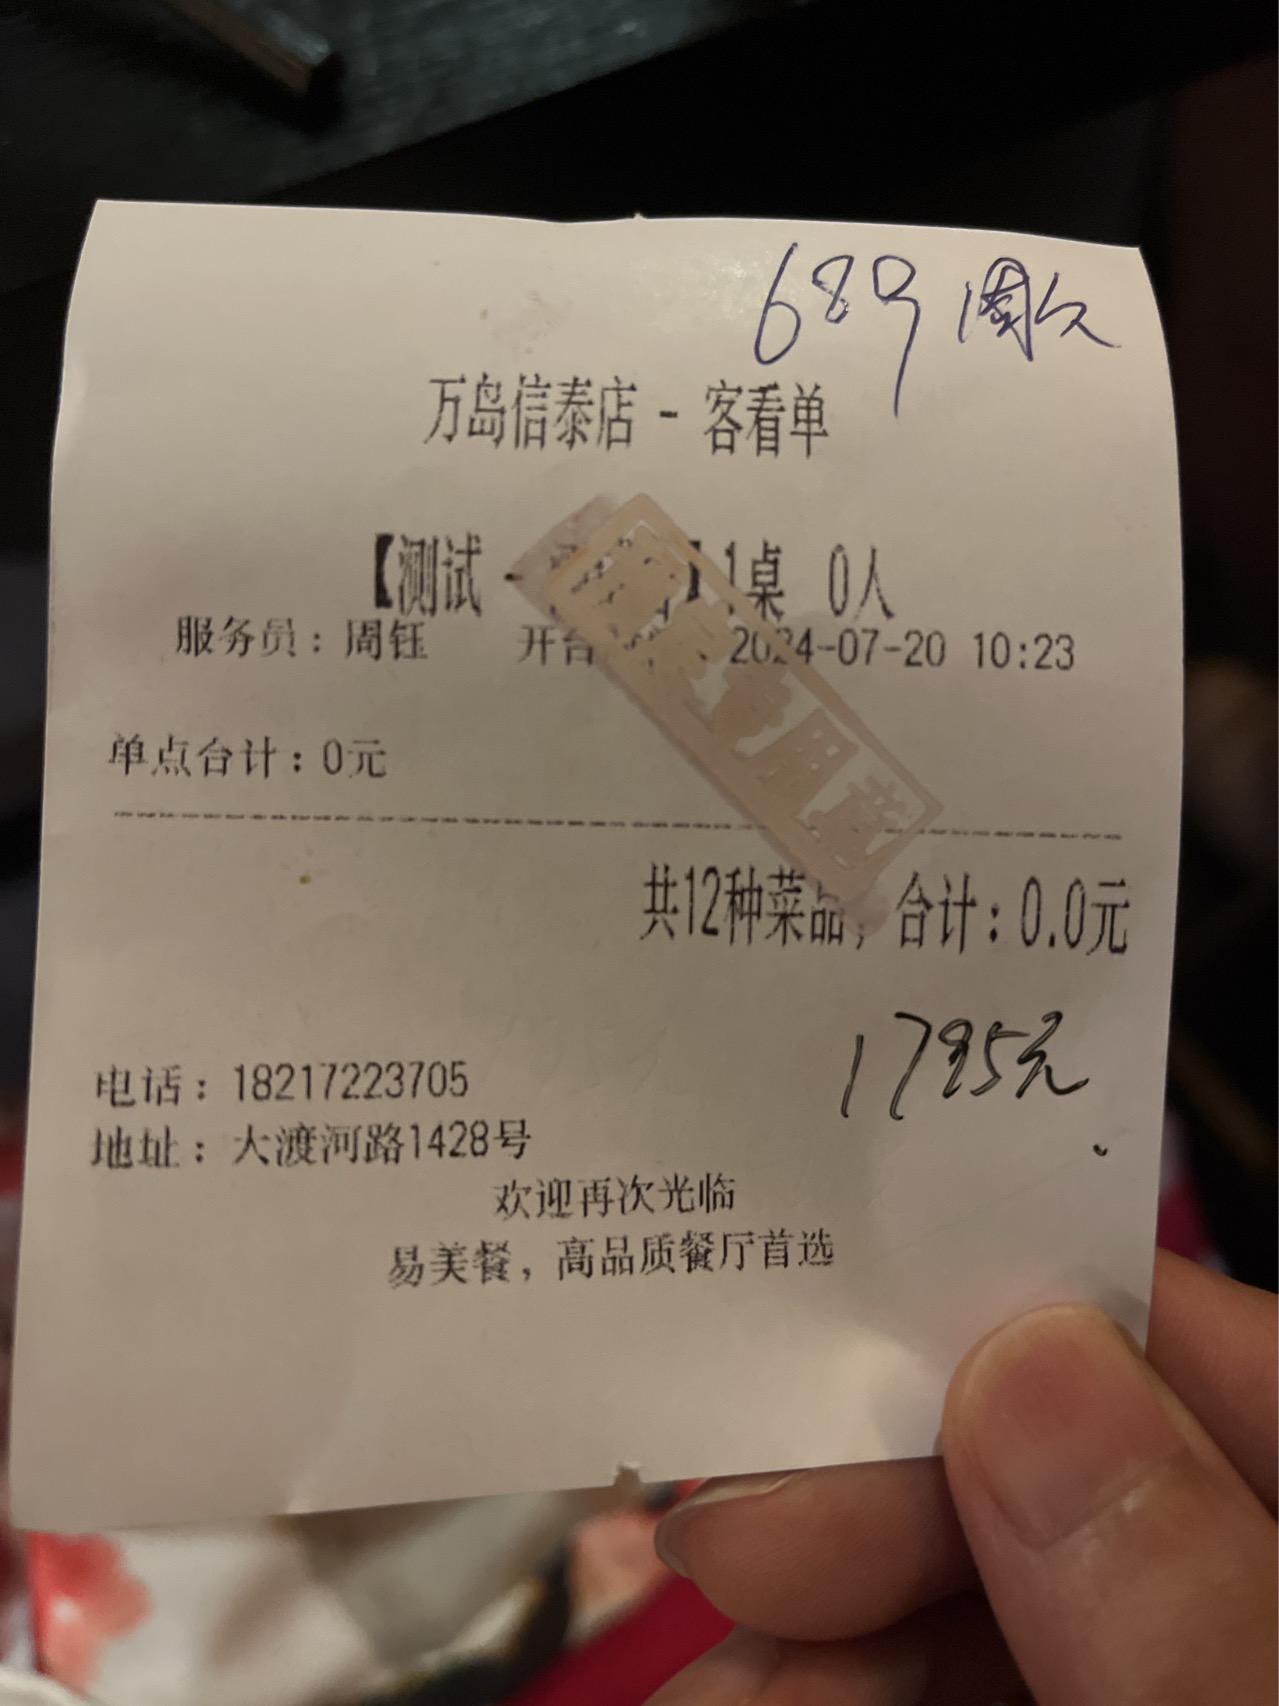 689
万岛信泰店 - 客看单
【测试 - 】1桌 0人
服务员：周钰 开台 2024-07-20 10:23
单点合计：0元
共12种菜品，合计：0.0元
1795元
电话：18217223705
地址：大渡河路1428号
欢迎再次光临
易美餐，高品质餐厅首选
专用章